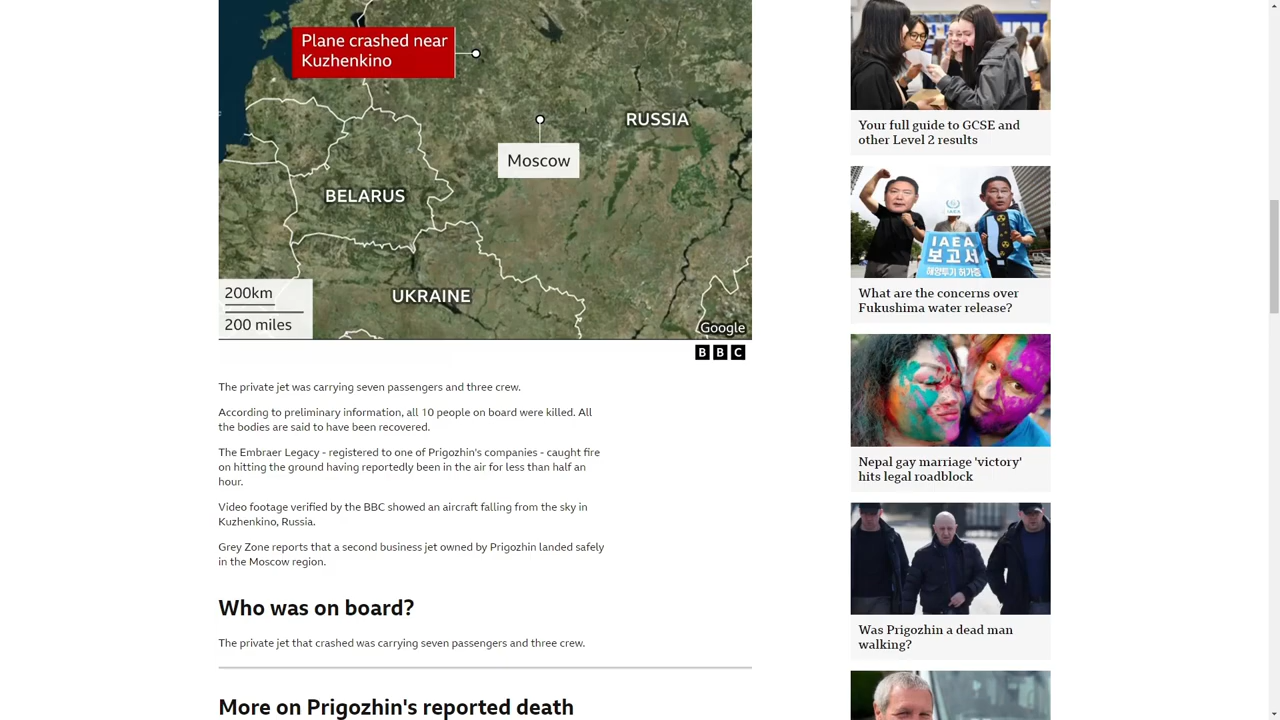 Plane crashed near
Kuzhenkino
RUSSIA
Moscow
BELARUS
UKRAINE
200km
200 miles
Google
BBC
The private jet was carrying seven passengers and three crew.
According to preliminary information, all 10 people on board were killed. All
the bodies are said to have been recovered.
The Embraer Legacy - registered to one of Prigozhin's companies - caught fire
on hitting the ground having reportedly been in the air for less than half an
hour.
Video footage verified by the BBC showed an aircraft falling from the sky in
Kuzhenkino, Russia.
Grey Zone reports that a second business jet owned by Prigozhin landed safely
in the Moscow region.
Who was on board?
The private jet that crashed was carrying seven passengers and three crew.
More on Prigozhin's reported death
Your full guide to GCSE and
other Level 2 results
IAEA
보고서
해양투기 허가증
What are the concerns over
Fukushima water release?
Nepal gay marriage 'victory'
hits legal roadblock
Was Prigozhin a dead man
walking?